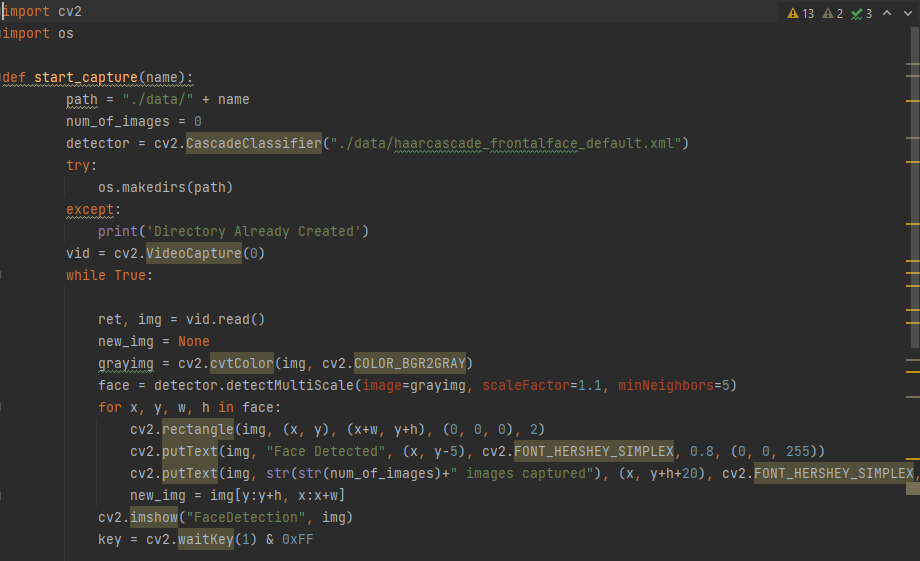 import cv2
13 2 3
import os
def start_capture(name):
path = "./data/" + name
num_of_images = 0
detector = cv2.CascadeClassifier("./data/haarcascade_frontalface_default.xml")
try:
os.makedirs(path)
except:
print('Directory Already Created')
vid = cv2.VideoCapture(0)
while True:
ret, img = vid.read()
new_img = None
grayimg = cv2.cvtColor(img, cv2.COLOR_BGR2GRAY)
face = detector.detectMultiScale(image=grayimg, scaleFactor=1.1, minNeighbors=5)
for x, y, w, h in face:
cv2.rectangle(img, (x, y), (x+w, y+h), (0, 0, 0), 2)
cv2.putText(img, "Face Detected", (x, y-5), cv2.FONT_HERSHEY_SIMPLEX, 0.8, (0, 0, 255))
cv2.putText(img, str(str(num_of_images)+" images captured"), (x, y+h+20), cv2.FONT_HERSHEY_SIMPLEX,
new_img = img[y:y+h, x:x+w]
cv2.imshow("FaceDetection", img)
key = cv2.waitKey(1) & 0xFF